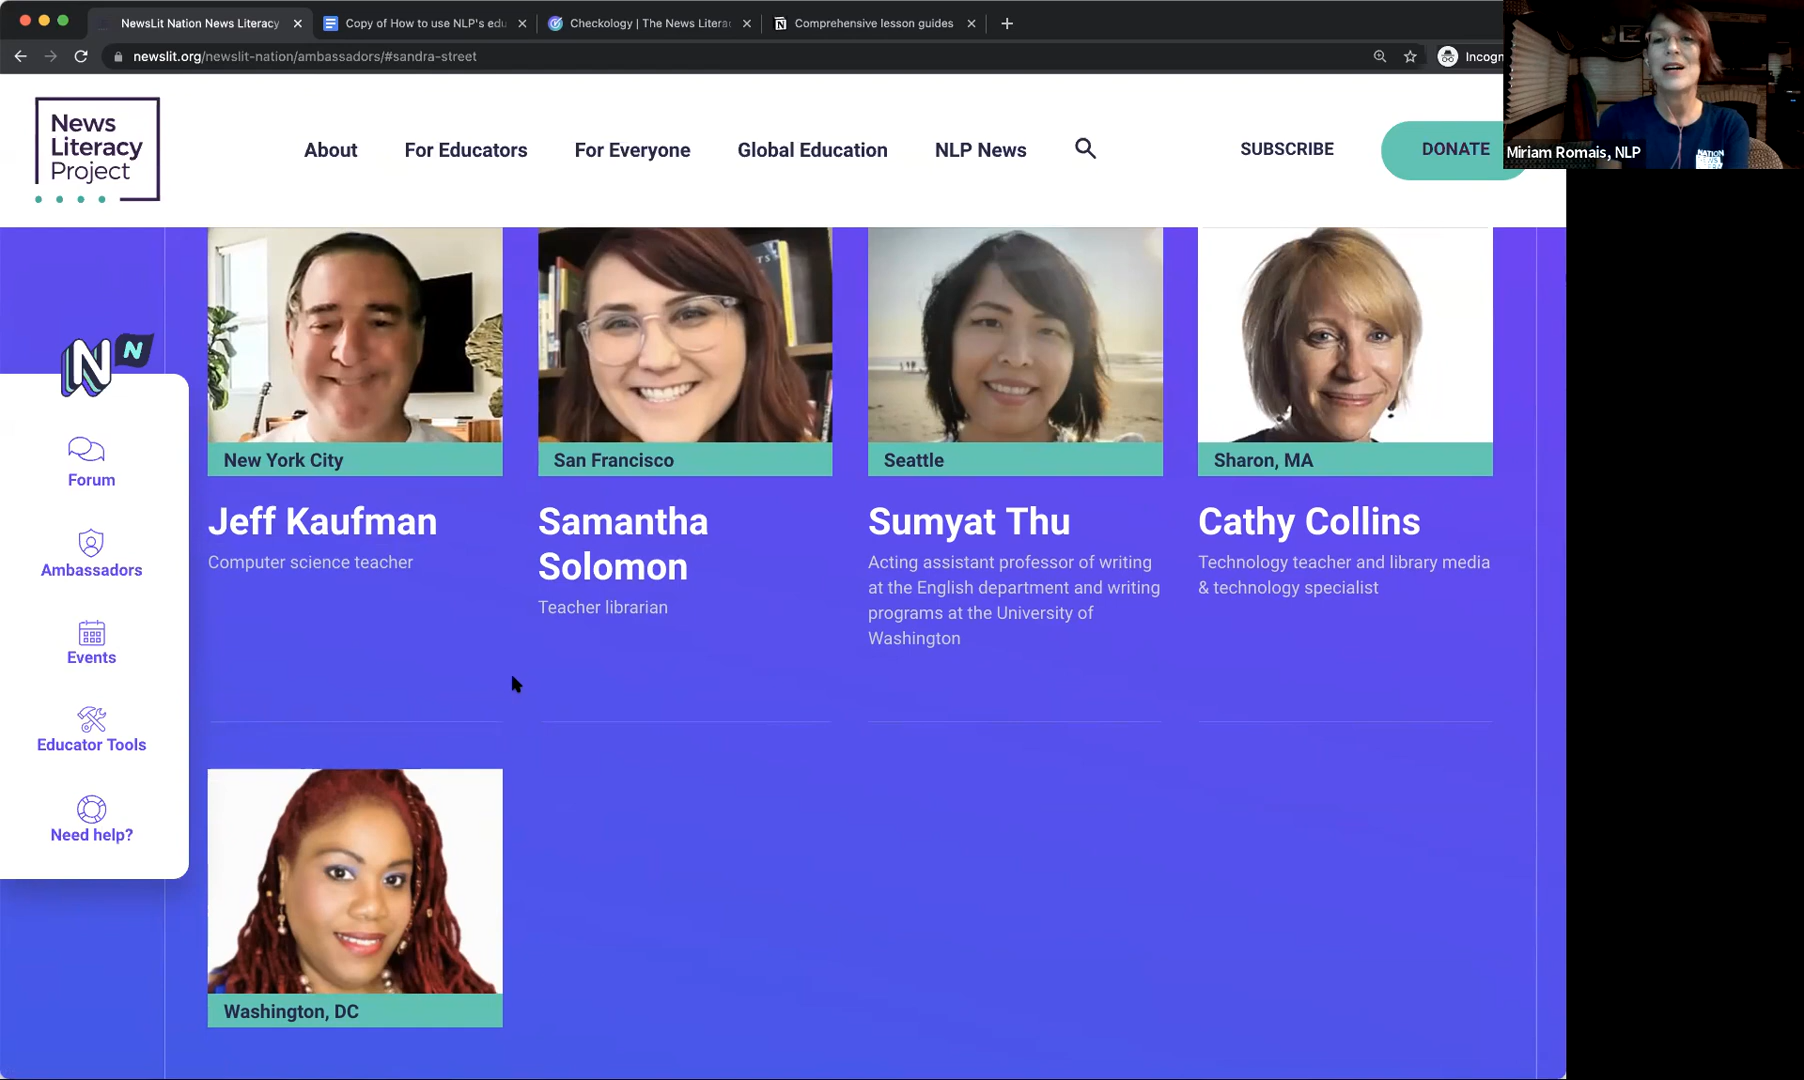 NewsLit Nation News Literacy
Copy of How to use NLP's edu
Checkology | The News Literac
Comprehensive lesson guides
newslit.org/newslit-nation/ambassadors/#sandra-street
Incogn
Miriam Romais, NLP
NATION
News
Literacy
Project
About
For Educators
For Everyone
Global Education
NLP News
SUBSCRIBE
DONATE
N
N
Forum
Ambassadors
Events
Educator Tools
Need help?
New York City
Jeff Kaufman
Computer science teacher
San Francisco
Samantha
Solomon
Teacher librarian
Seattle
Sumyat Thu
Acting assistant professor of writing
at the English department and writing
programs at the University of
Washington
Sharon, MA
Cathy Collins
Technology teacher and library media
& technology specialist
Washington, DC